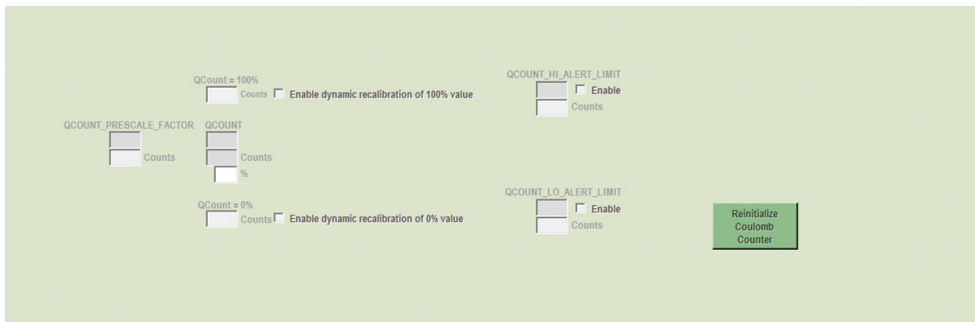 QCOUNT_HI_ALERT_LIMIT
QCount = 100%
Enable
Counts Enable dynamic recalibration of 100% value
Counts
QCOUNT_PRESCALE_FACTOR QCOUNT
Counts Counts
%
QCOUNT_LO_ALERT_LIMIT
QCount = 0%
Enable
Counts Enable dynamic recalibration of 0% value
Counts
Reinitialize
Coulomb
Counter